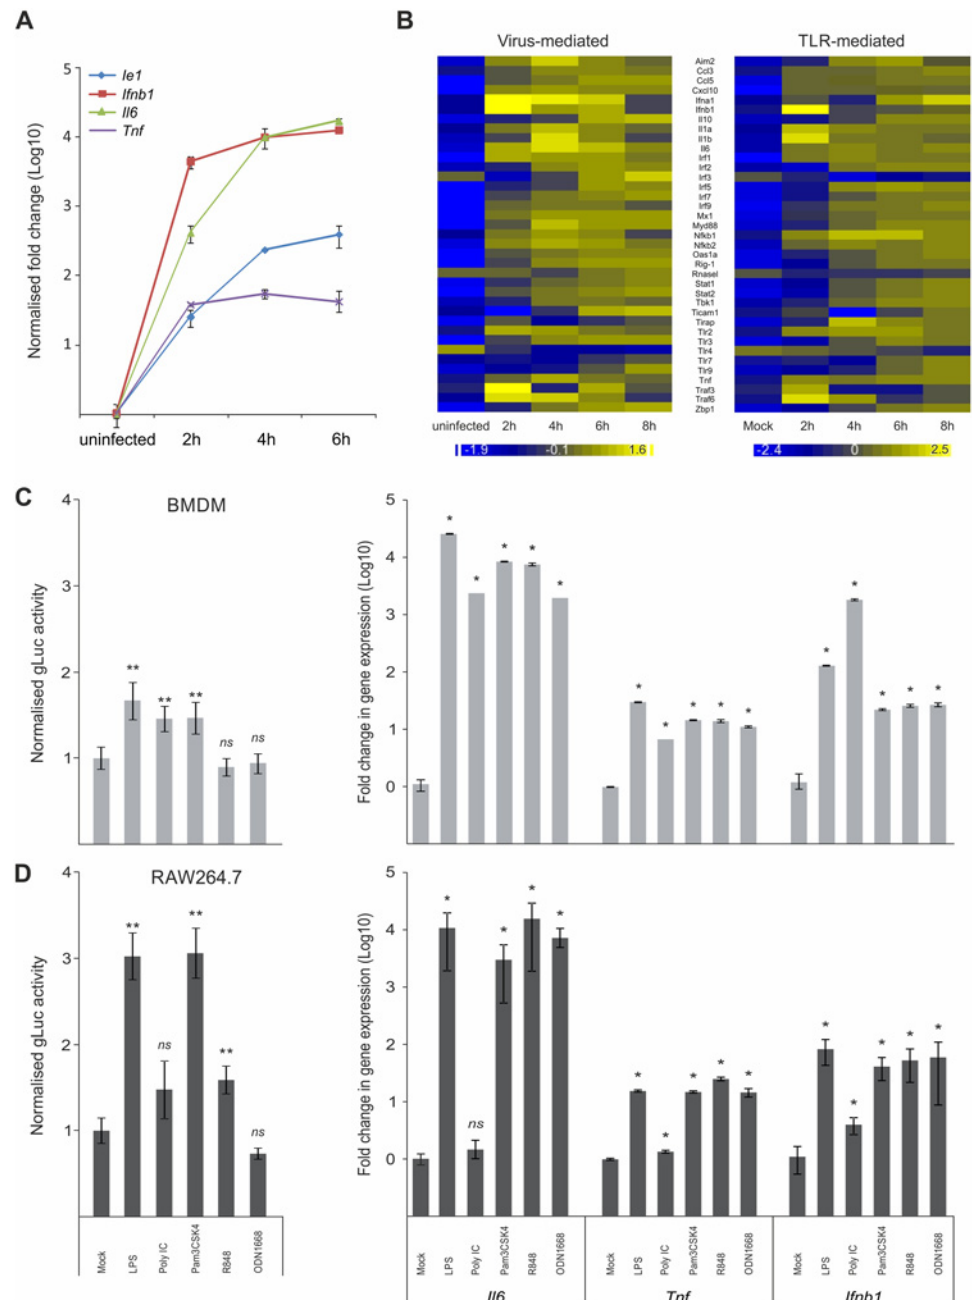 A
B
Virus-mediated
TLR-mediated
5
4
3
2
1
Normalised fold change (Log10)
Ie1
Ifnb1
Il6
Tnf
uninfected 2h 4h 6h
Aim2
Ccl3
Ccl5
Cxcl10
Ifna1
Ifnb1
Il10
Il1a
Il1b
Il6
Irf1
Irf2
Irf3
Irf5
Irf7
Irf9
Mx1
Myd88
Nfkb1
Nfkb2
Oas1a
Rig-1
Rnasel
Stat1
Stat2
Tbk1
Ticam1
Tirap
Tlr2
Tlr3
Tlr4
Tlr7
Tlr9
Tnf
Traf3
Traf6
Zbp1
uninfected 2h 4h 6h 8h
Mock 2h 4h 6h 8h
-1.9 -0.1 1.6
-2.4 0 2.5
C
BMDM
4
3
2
1
Normalised gLuc activity
** ** ** ns ns
5
4
3
2
1
0
Fold change in gene expression (Log10)
* * * * *
* * * * *
* * * * *
D
RAW264.7
4
3
2
1
Normalised gLuc activity
** ns ** ** ns
Mock LPS Poly IC Pam3CSK4 R848 ODN1668
5
4
3
2
1
0
Fold change in gene expression (Log10)
* ns * * *
* * * * *
* * * * *
Mock LPS Poly IC Pam3CSK4 R848 ODN1668
Mock LPS Poly IC Pam3CSK4 R848 ODN1668
Mock LPS Poly IC Pam3CSK4 R848 ODN1668
Il6 Tnf Ifnb1